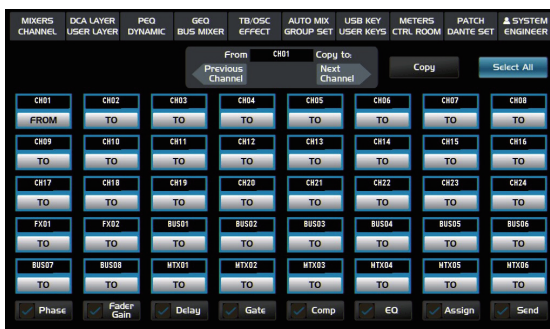 MIXERS DCA LAYER PEQ GEQ TB/OSC AUTO MIX USB KEY METERS PATCH SYSTEM
CHANNEL USER LAYER DYNAMIC BUS MIXER EFFECT GROUP SET USER KEYS CTRL ROOM DANTE SET ENGINEER
From CH01 Copy to:
Previous Channel Next Channel Copy Select All
CH01 CH02 CH03 CH04 CH05 CH06 CH07 CH08
FROM TO TO TO TO TO TO TO
CH09 CH10 CH11 CH12 CH13 CH14 CH15 CH16
TO TO TO TO TO TO TO TO
CH17 CH18 CH19 CH20 CH21 CH22 CH23 CH24
TO TO TO TO TO TO TO TO
FX01 FX02 BUS01 BUS02 BUS03 BUS04 BUS05 BUS06
TO TO TO TO TO TO TO TO
BUS07 BUS08 MTX01 MTX02 MTX03 MTX04 MTX05 MTX06
TO TO TO TO TO TO TO TO
Phase Fader Gain Delay Gate Comp EQ Assign Send